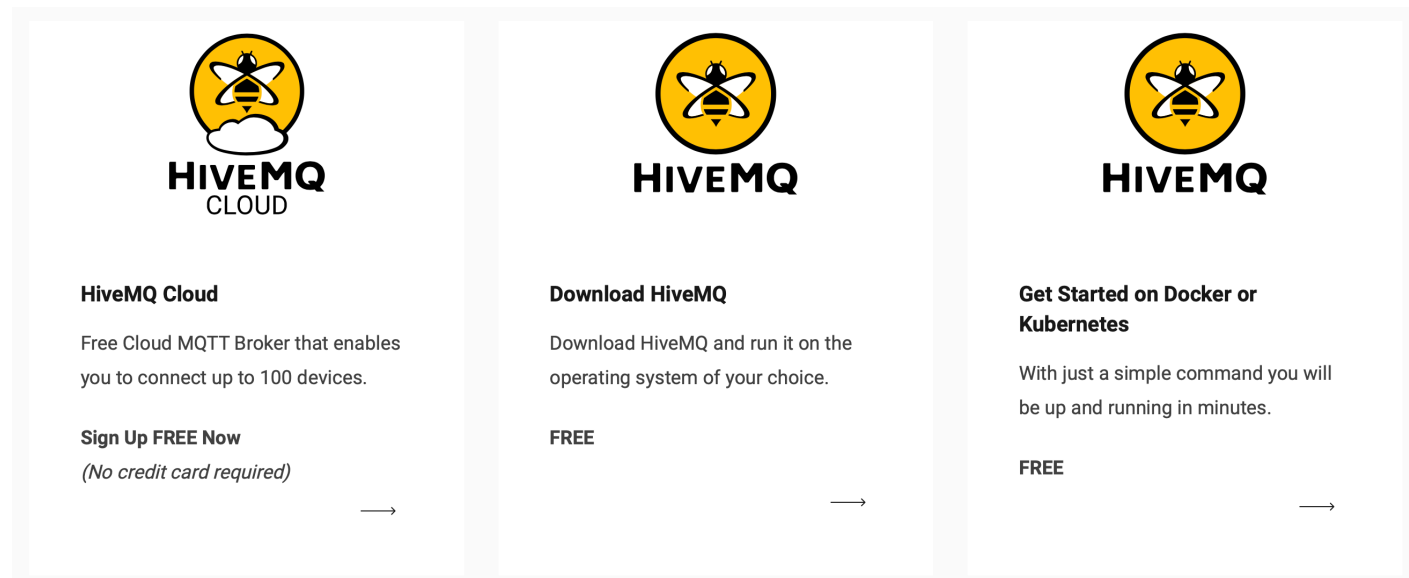 HIVEMQ
CLOUD
HiveMQ Cloud
Free Cloud MQTT Broker that enables
you to connect up to 100 devices.
Sign Up FREE Now
(No credit card required)
HIVEMQ
Download HiveMQ
Download HiveMQ and run it on the
operating system of your choice.
FREE
HIVEMQ
Get Started on Docker or
Kubernetes
With just a simple command you will
be up and running in minutes.
FREE